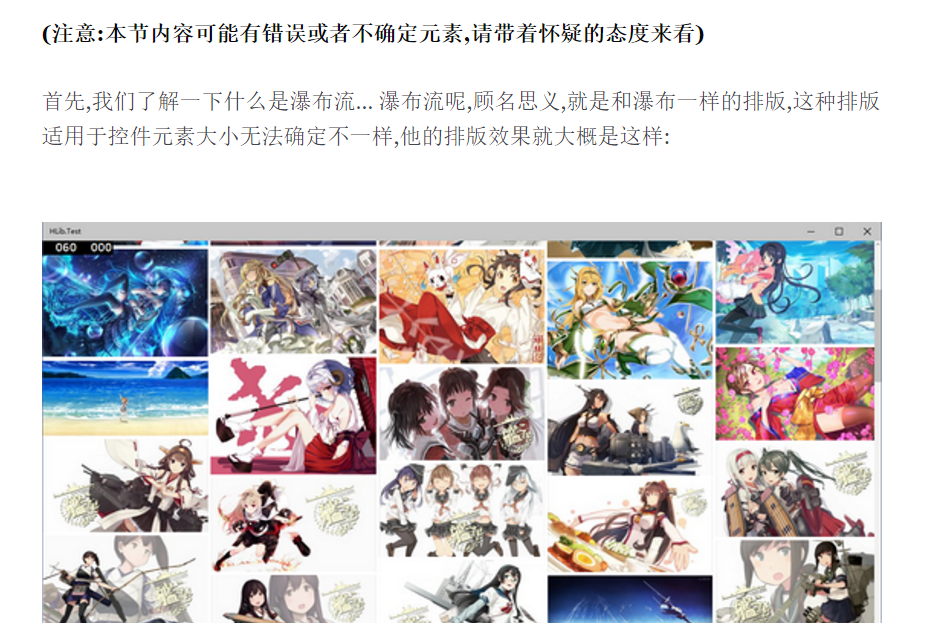 (注意:本节内容可能有错误或者不确定元素,请带着怀疑的态度来看)
首先,我们了解一下什么是瀑布流... 瀑布流呢,顾名思义,就是和瀑布一样的排版,这种排版
适用于控件元素大小无法确定不一样,他的排版效果就大概是这样:
HLib.Test
060 000